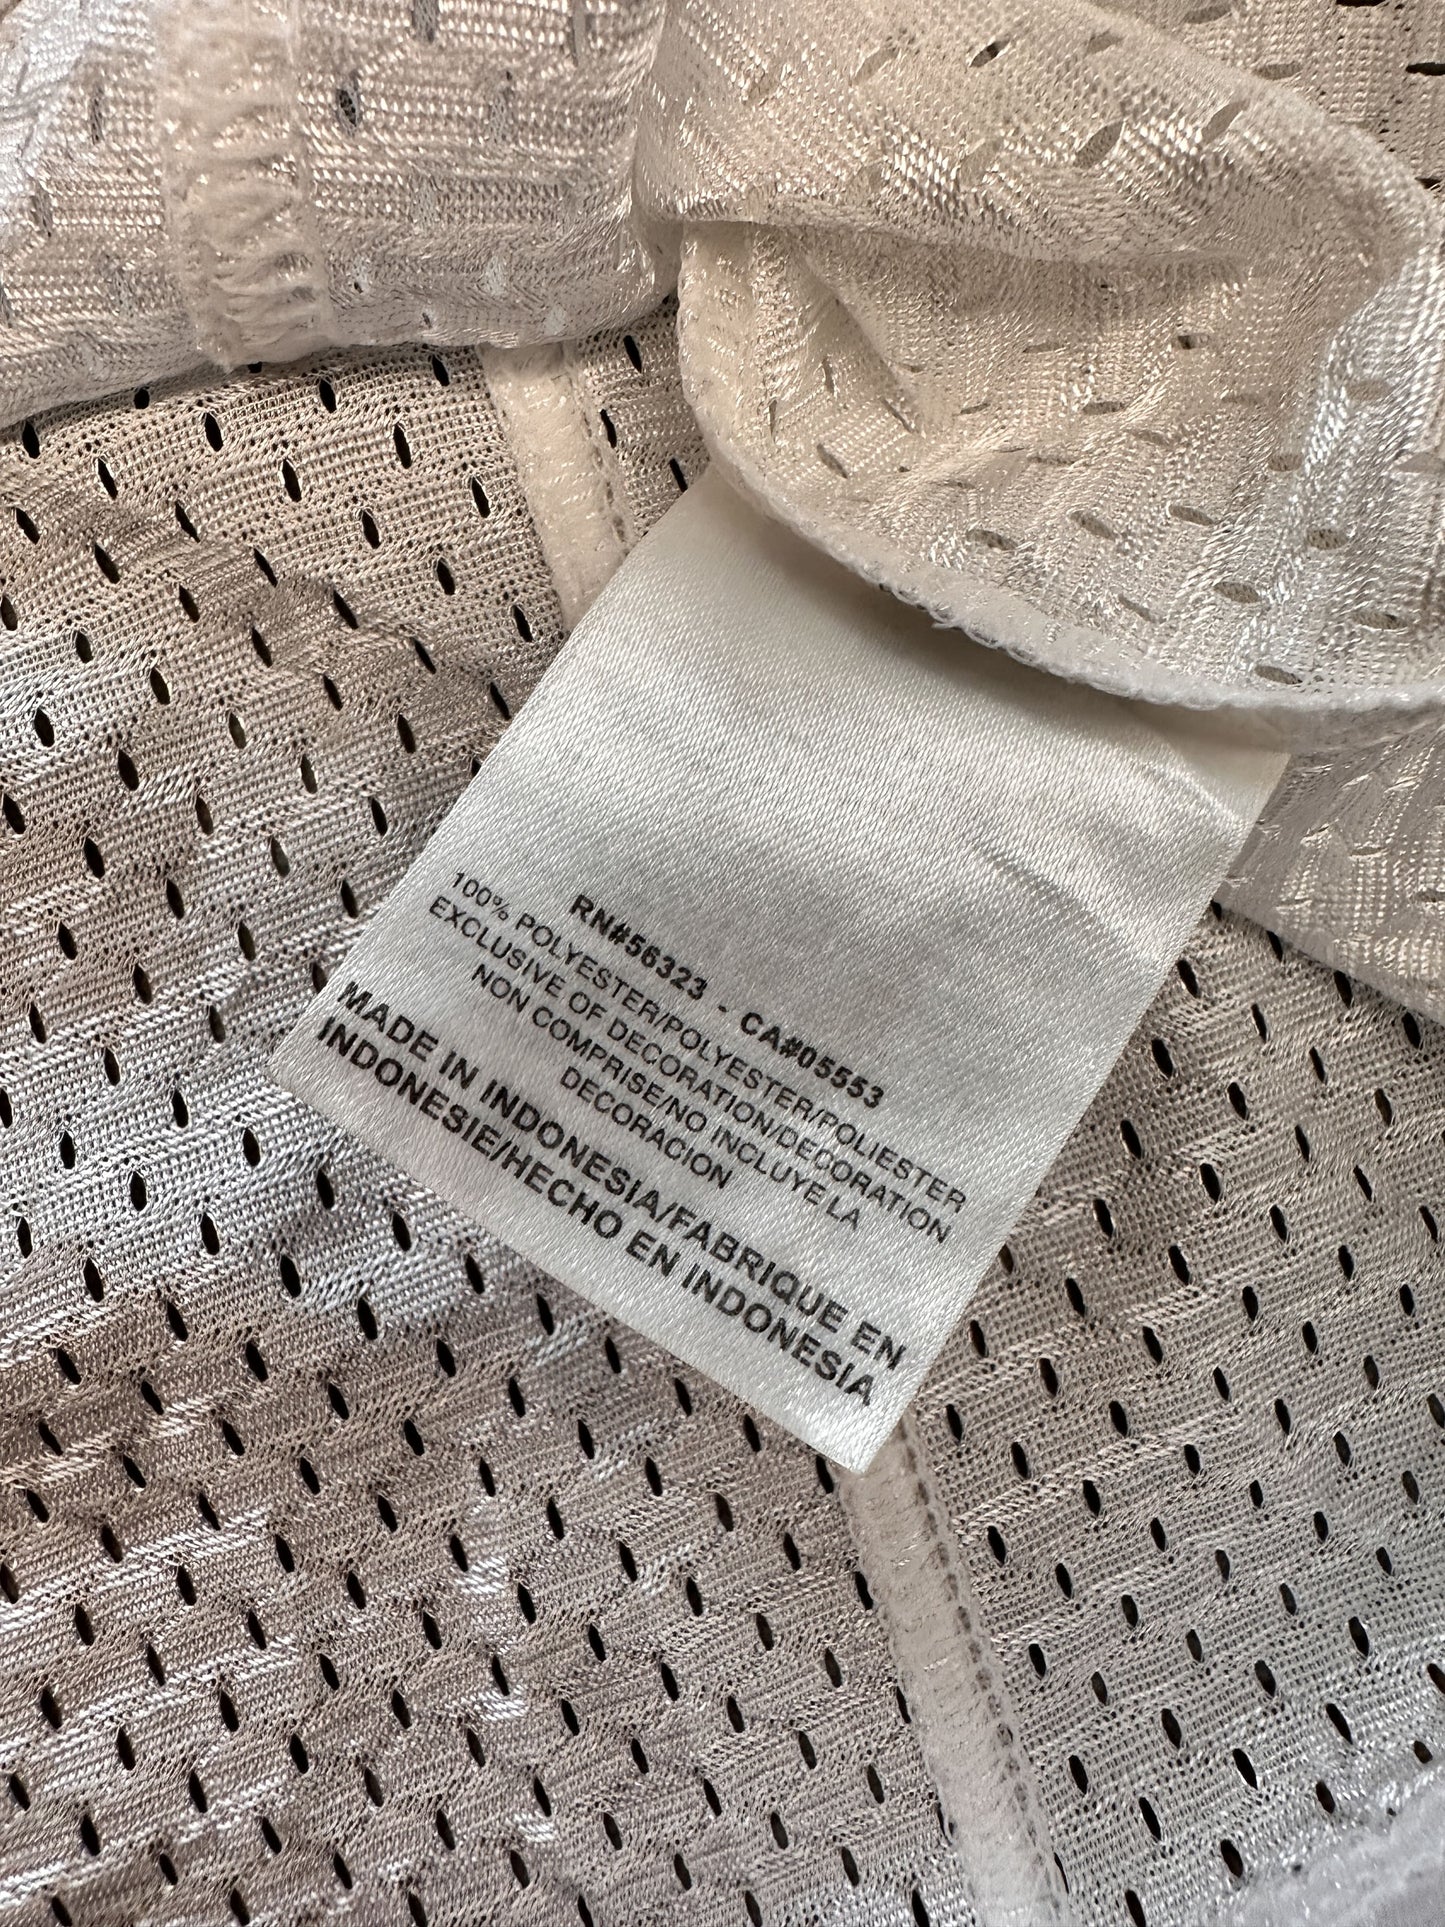 RN#56323 - CA#05553
100% POLYESTER/POLYESTER/POLIESTER
EXCLUSIVE OF DECORATION/DECORATION
NON COMPRISE/NO INCLUYE LA
DECORACION
MADE IN INDONESIA/FABRIQUE EN
INDONESIE/HECHO EN INDONESIA